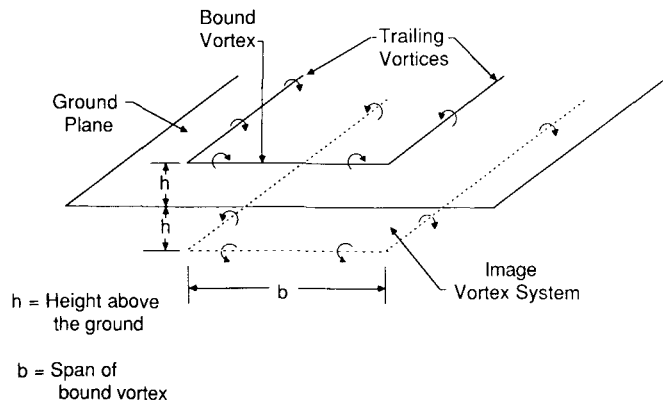 Bound
Vortex
Trailing
Vortices
Ground
Plane
h
h
b
Image
Vortex System
h = Height above
the ground
b = Span of
bound vortex